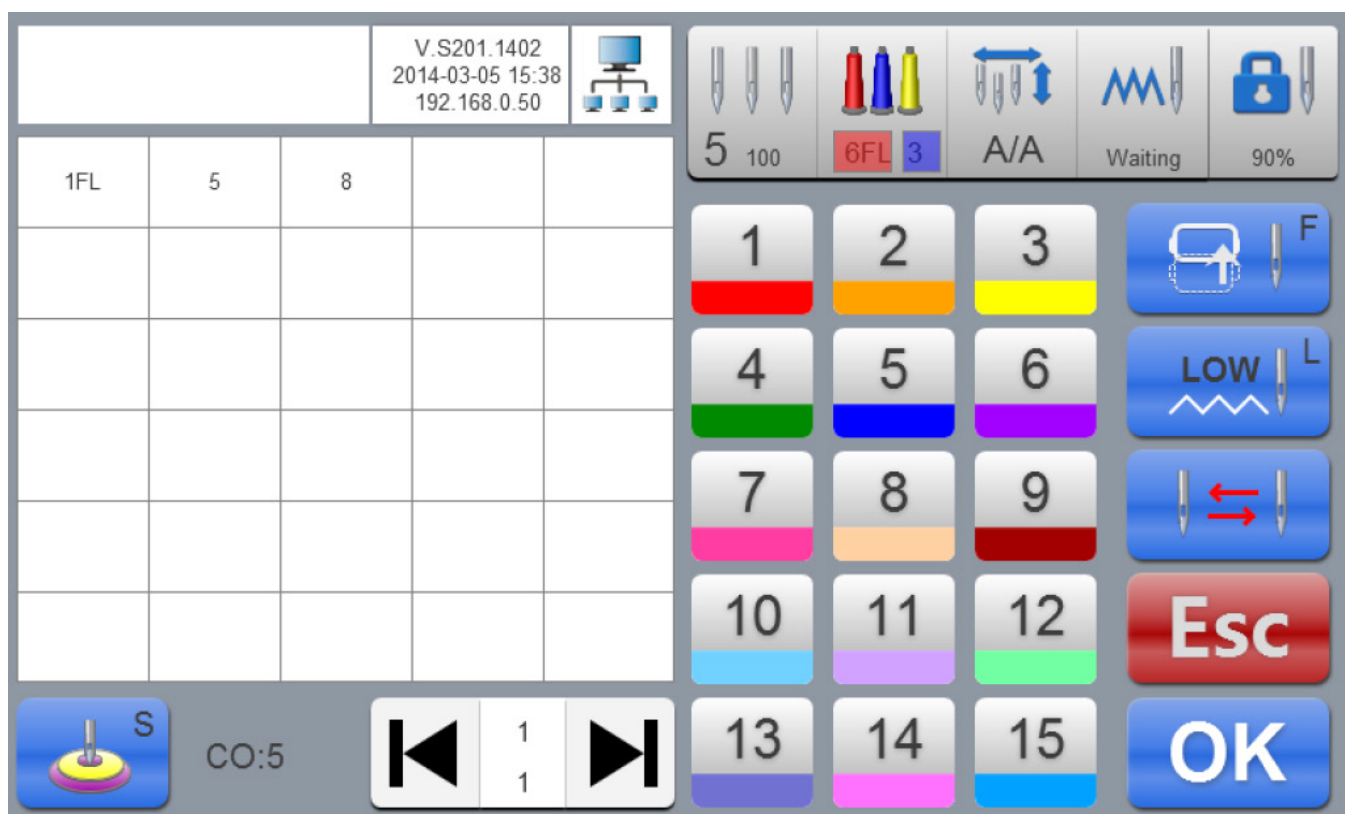 V.S201.1402
2014-03-05 15:38
192.168.0.50
5 100
6FL 3
A/A
Waiting
90%
1FL 5 8
1 2 3
F
4 5 6
LOW L
7 8 9
10 11 12
Esc
S
CO:5
1
1
13 14 15
OK